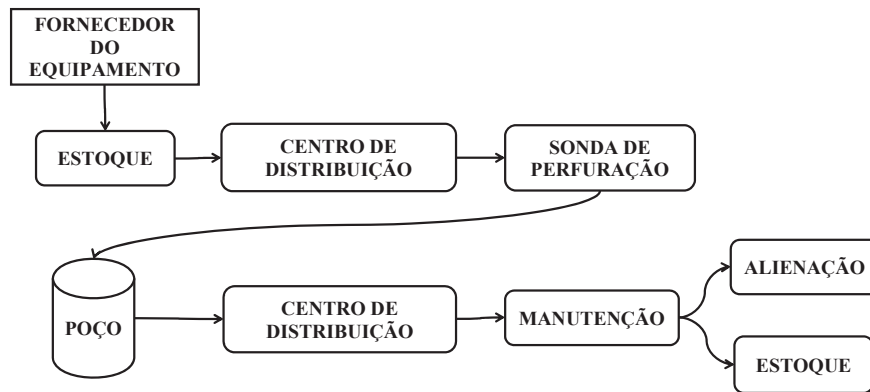 FORNECEDOR
DO
EQUIPAMENTO
ESTOQUE
CENTRO DE
DISTRIBUIÇÃO
SONDA DE
PERFURAÇÃO
POÇO
CENTRO DE
DISTRIBUIÇÃO
MANUTENÇÃO
ALIENAÇÃO
ESTOQUE